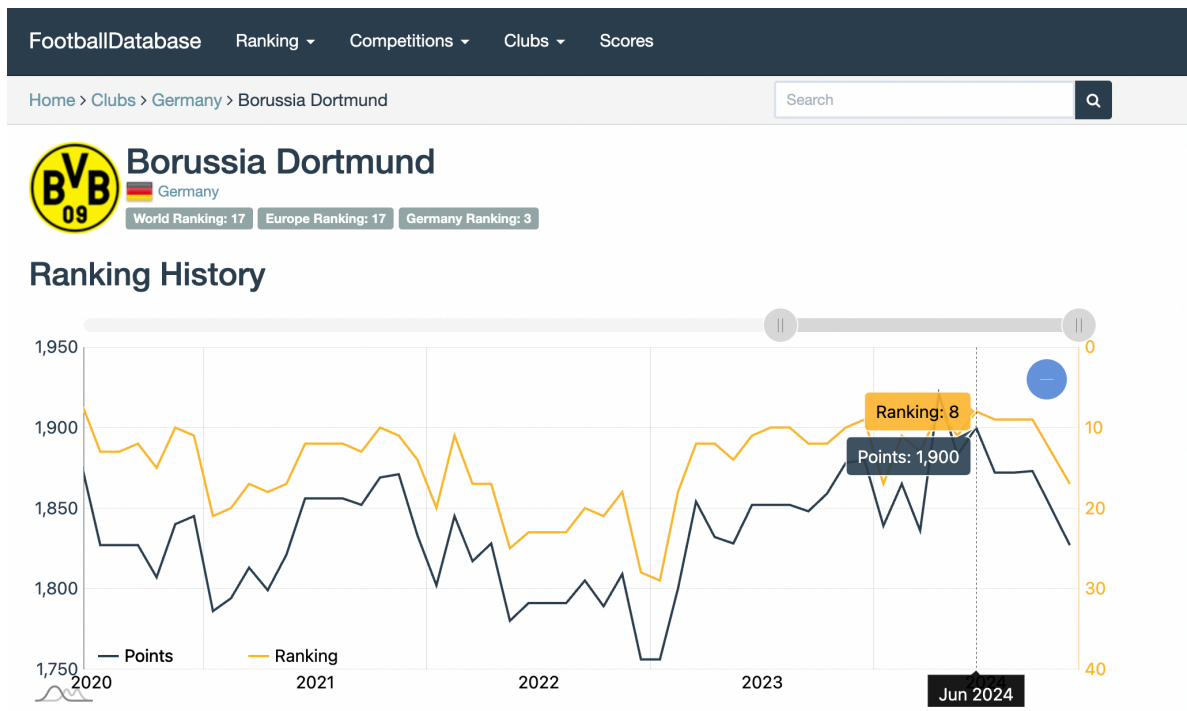 FootballDatabase Ranking Competitions Clubs Scores
Home > Clubs > Germany > Borussia Dortmund Search
BVB 09
Borussia Dortmund
Germany
World Ranking: 17 Europe Ranking: 17 Germany Ranking: 3
Ranking History
1,950 0
Ranking: 8
1,900 10
Points: 1,900
1,850 20
1,800 30
Points Ranking
1,750 40
2020 2021 2022 2023 2024
Jun 2024